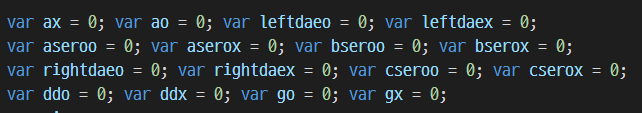 var ax = 0; var ao = 0; var leftdaeo = 0; var leftdaex = 0;
var aseroo = 0; var aserox = 0; var bseroo = 0; var bserox = 0;
var rightdaeo = 0; var rightdaex = 0; var cseroo = 0; var cserox = 0;
var ddo = 0; var ddx = 0; var go = 0; var gx = 0;